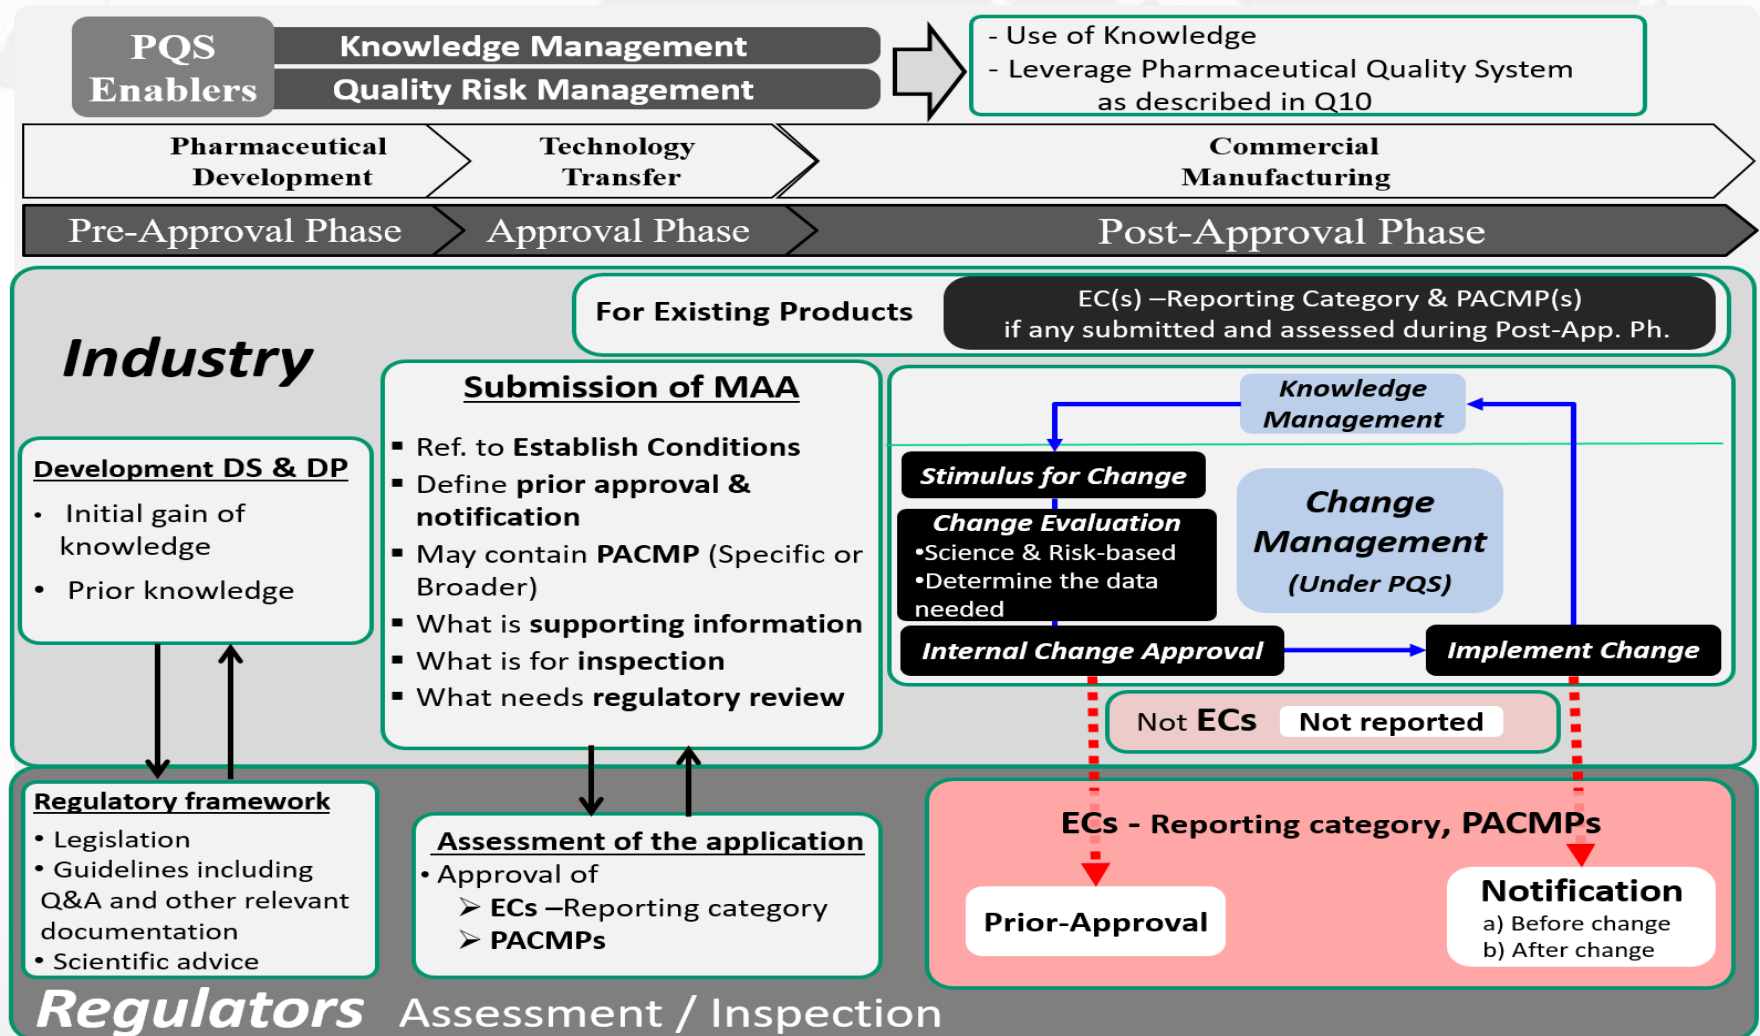 PQS
Enablers
Knowledge Management
Quality Risk Management
- Use of Knowledge
- Leverage Pharmaceutical Quality System
as described in Q10
Pharmaceutical
Development
Technology
Transfer
Commercial
Manufacturing
Pre-Approval Phase
Approval Phase
Post-Approval Phase
Industry
For Existing Products
EC(s) –Reporting Category & PACMP(s)
if any submitted and assessed during Post-App. Ph.
Development DS & DP
• Initial gain of
knowledge
• Prior knowledge
Submission of MAA
▪ Ref. to Establish Conditions
▪ Define prior approval &
notification
▪ May contain PACMP (Specific or
Broader)
▪ What is supporting information
▪ What is for inspection
▪ What needs regulatory review
Knowledge
Management
Stimulus for Change
Change Evaluation
•Science & Risk-based
•Determine the data
needed
Change
Management
(Under PQS)
Internal Change Approval
Implement Change
Not ECs Not reported
Regulatory framework
• Legislation
• Guidelines including
Q&A and other relevant
documentation
• Scientific advice
Assessment of the application
• Approval of
➢ ECs –Reporting category
➢ PACMPs
ECs - Reporting category, PACMPs
Prior-Approval
Notification
a) Before change
b) After change
Regulators Assessment / Inspection